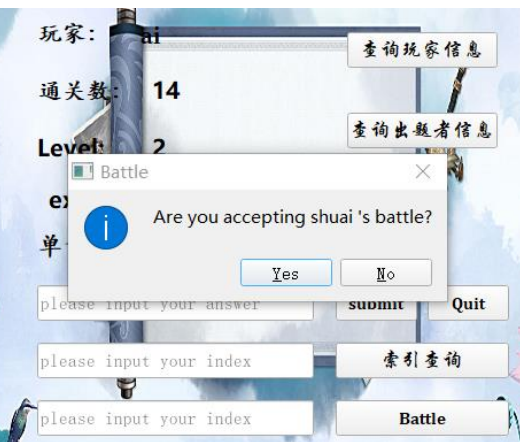 玩家: ai
查询玩家信息
通关数: 14
查询出题者信息
Level: 2
Battle
ex
Are you accepting shuai 's battle?
单
Yes No
please input your answer submit Quit
please input your index 索引查询
please input your index Battle